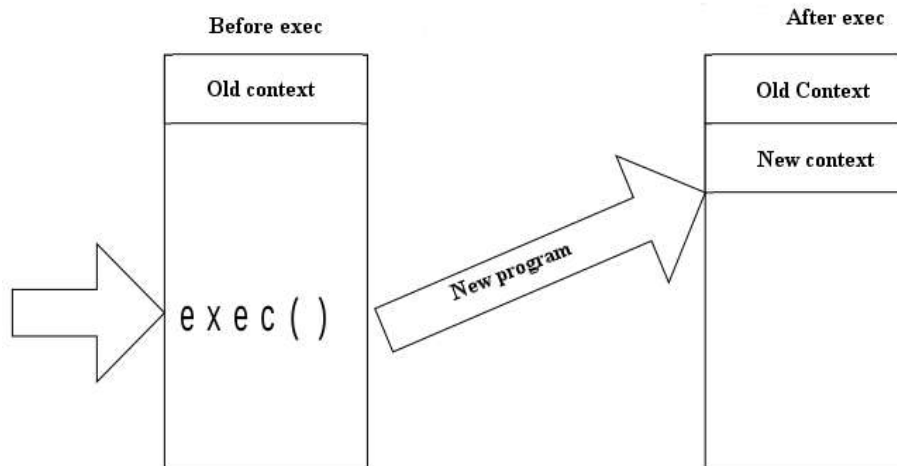 Before exec
After exec
Old context
Old Context
New context
New program
exec()